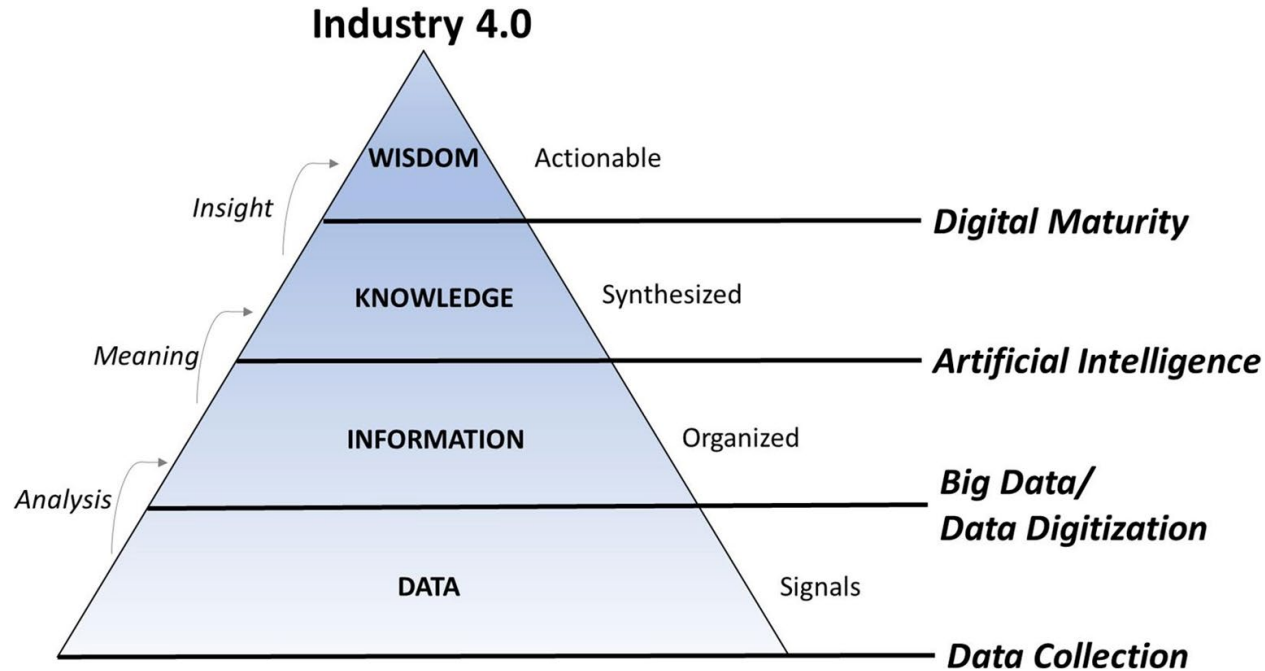 Industry 4.0
WISDOM
Actionable
Insight
Digital Maturity
KNOWLEDGE
Synthesized
Meaning
Artificial Intelligence
INFORMATION
Organized
Analysis
Big Data/
Data Digitization
DATA
Signals
Data Collection